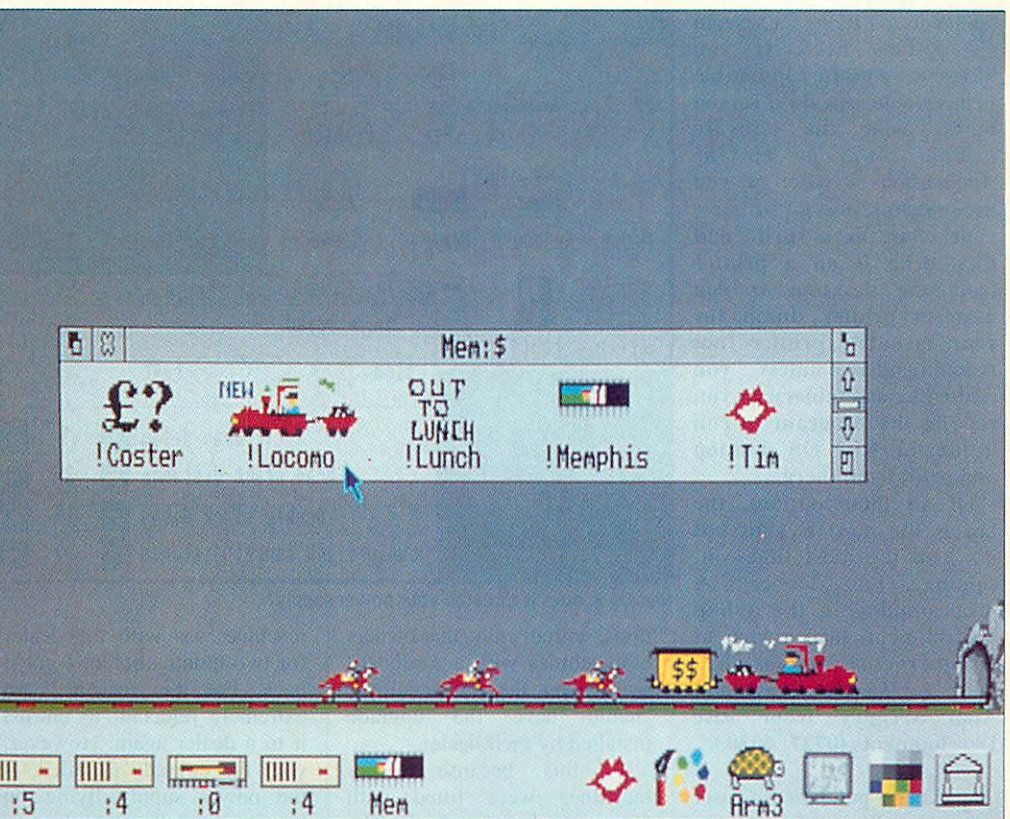 Mem:$
£?
NEW
OUT
TO
LUNCH
!Coster
!Locomo
!Lunch
!Memphis
!Tim
$$
:5
:4
:0
:4
Mem
Arm3